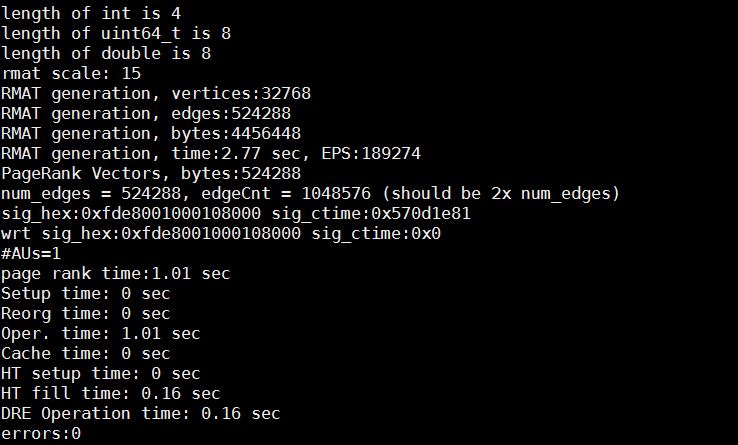 length of int is 4
length of uint64_t is 8
length of double is 8
rmat scale: 15
RMAT generation, vertices:32768
RMAT generation, edges:524288
RMAT generation, bytes:4456448
RMAT generation, time:2.77 sec, EPS:189274
PageRank Vectors, bytes:524288
num_edges = 524288, edgeCnt = 1048576 (should be 2x num_edges)
sig_hex:0xfde8001000108000 sig_ctime:0x570d1e81
wrt sig_hex:0xfde8001000108000 sig_ctime:0x0
#AUs=1
page rank time:1.01 sec
Setup time: 0 sec
Reorg time: 0 sec
Oper. time: 1.01 sec
Cache time: 0 sec
HT setup time: 0 sec
HT fill time: 0.16 sec
DRE Operation time: 0.16 sec
errors:0